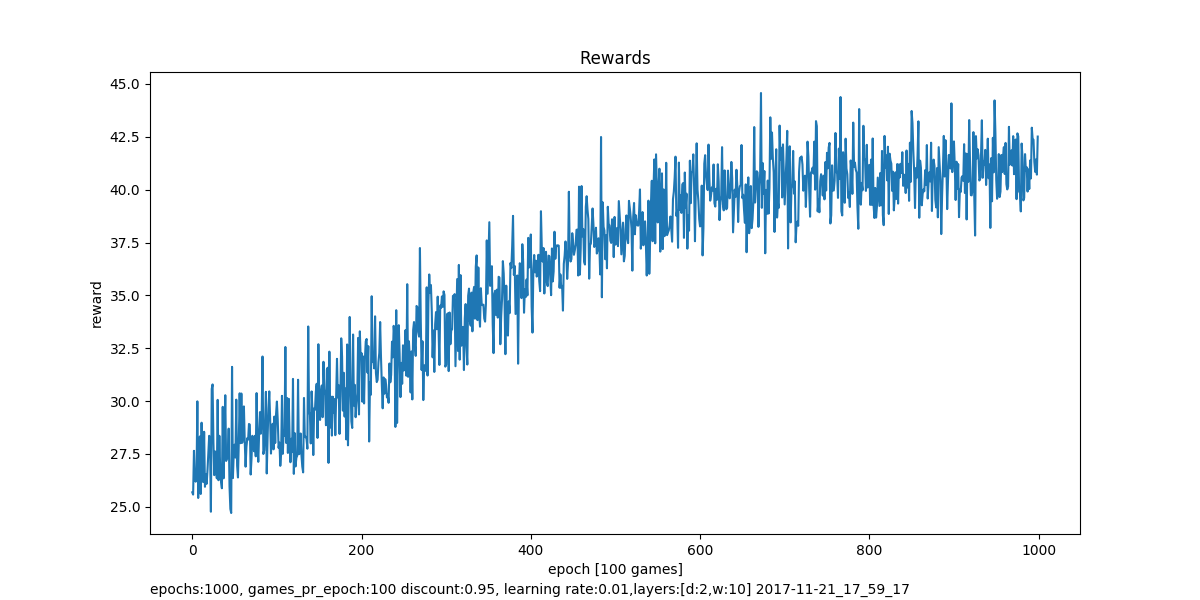 Rewards
45.0
42.5
40.0
37.5
35.0
32.5
30.0
27.5
25.0
reward
0 200 400 600 800 1000
epoch [100 games]
epochs:1000, games_pr_epoch:100 discount:0.95, learning rate:0.01,layers:[d:2,w:10] 2017-11-21_17_59_17